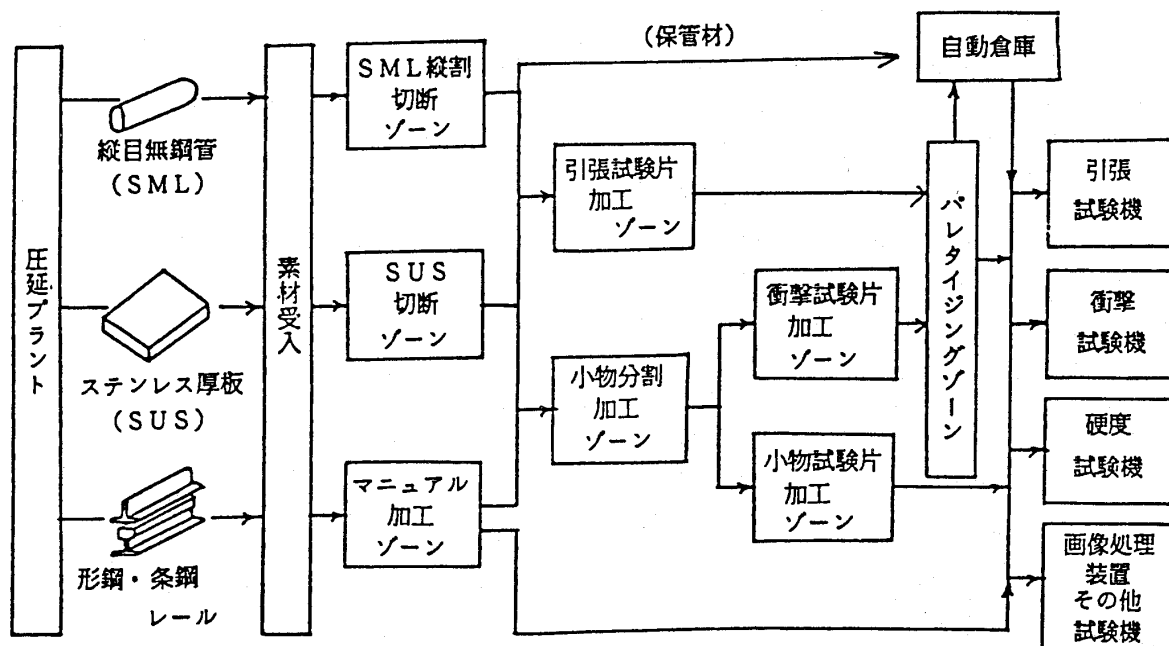 圧延プラント
縦目無鋼管
(SML)
ステンレス厚板
(SUS)
形鋼・条鋼
レール
素材受入
SML縦割
切断
ゾーン
SUS
切断
ゾーン
マニュアル
加工
ゾーン
(保管材)
引張試験片
加工
ゾーン
小物分割
加工
ゾーン
衝撃試験片
加工
ゾーン
小物試験片
加工
ゾーン
自動倉庫
パレタイジングゾーン
引張
試験機
衝撃
試験機
硬度
試験機
画像処理
装置
その他
試験機